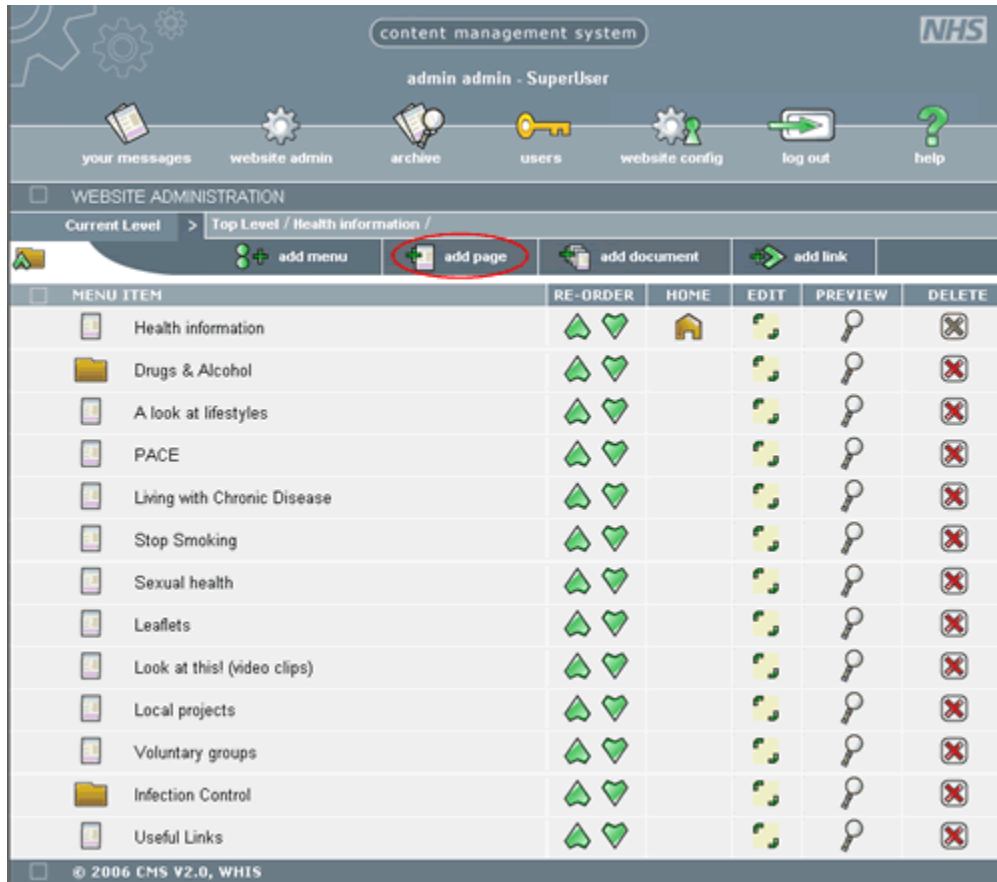 content management system
NHS
admin admin - SuperUser
your messages website admin archive users website config log out help
WEBSITE ADMINISTRATION
Current Level > Top Level / Health information /
add menu add page add document add link
MENU ITEM RE-ORDER HOME EDIT PREVIEW DELETE
Health information
Drugs & Alcohol
A look at lifestyles
PACE
Living with Chronic Disease
Stop Smoking
Sexual health
Leaflets
Look at this! (video clips)
Local projects
Voluntary groups
Infection Control
Useful Links
© 2006 CMS V2.0, WHIS